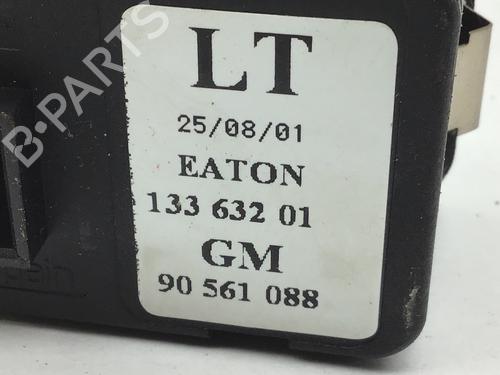 LT
25/08/01
EATON
133 632 01
GM
90 561 088
B-PARTS